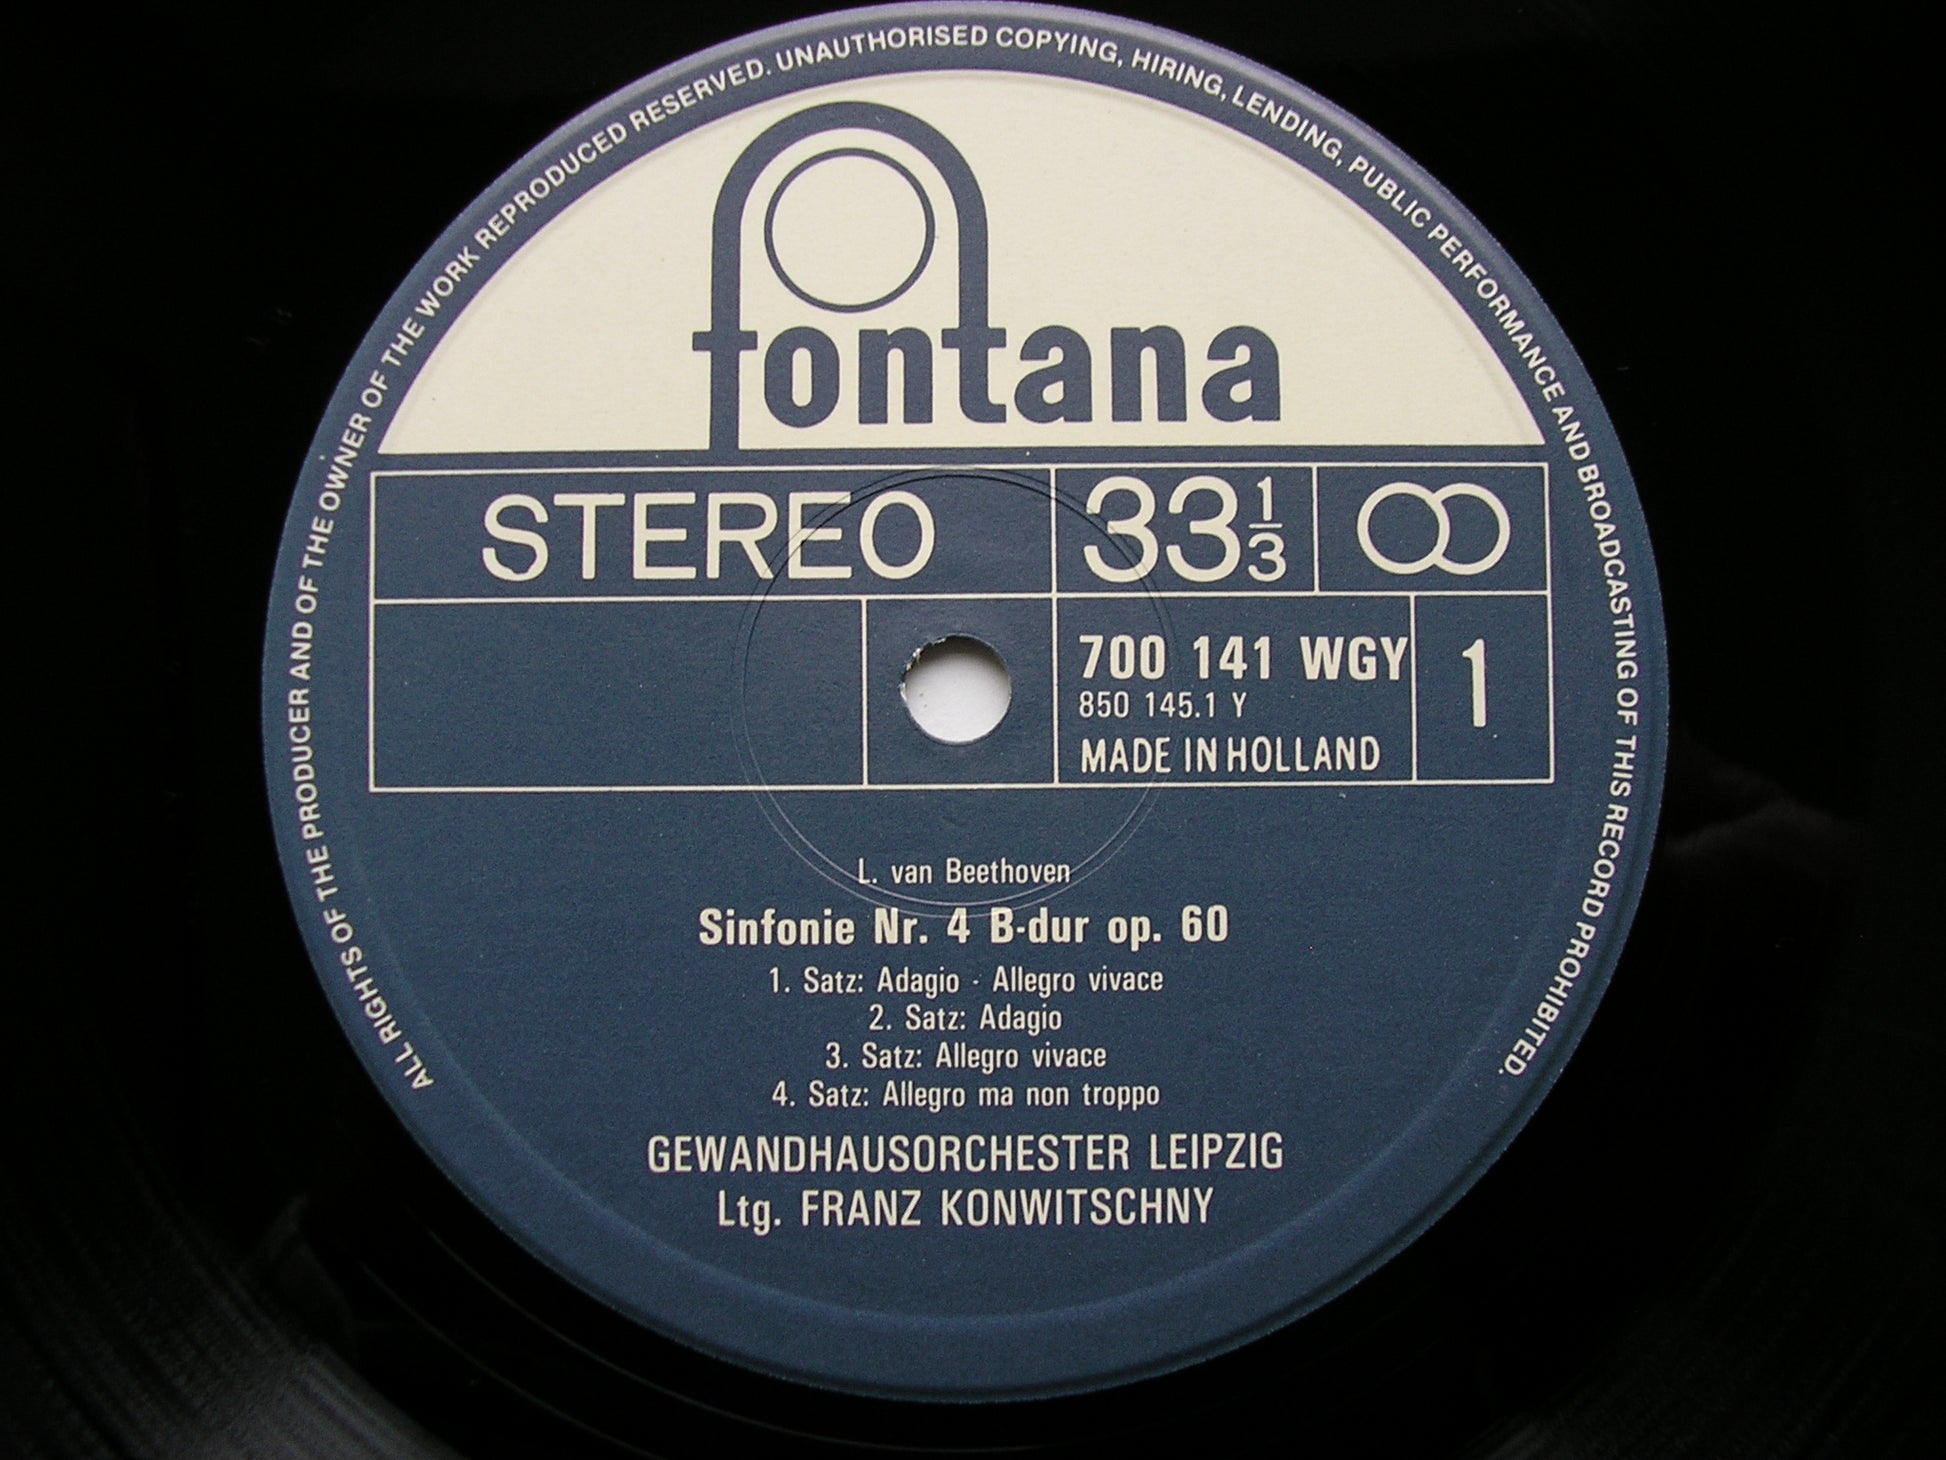 ALL RIGHTS OF THE PRODUCER AND OF THE OWNER OF THE WORK REPRODUCED RESERVED. UNAUTHORISED COPYING, HIRING, LENDING, PUBLIC PERFORMANCE AND BROADCASTING OF THIS RECORD PROHIBITED.
fontana
STEREO
33 1/3
700 141 WGY
850 145.1 Y
MADE IN HOLLAND
1
L. van Beethoven
Sinfonie Nr. 4 B-dur op. 60
1. Satz: Adagio - Allegro vivace
2. Satz: Adagio
3. Satz: Allegro vivace
4. Satz: Allegro ma non troppo
GEWANDHAUSORCHESTER LEIPZIG
Ltg. FRANZ KONWITSCHNY